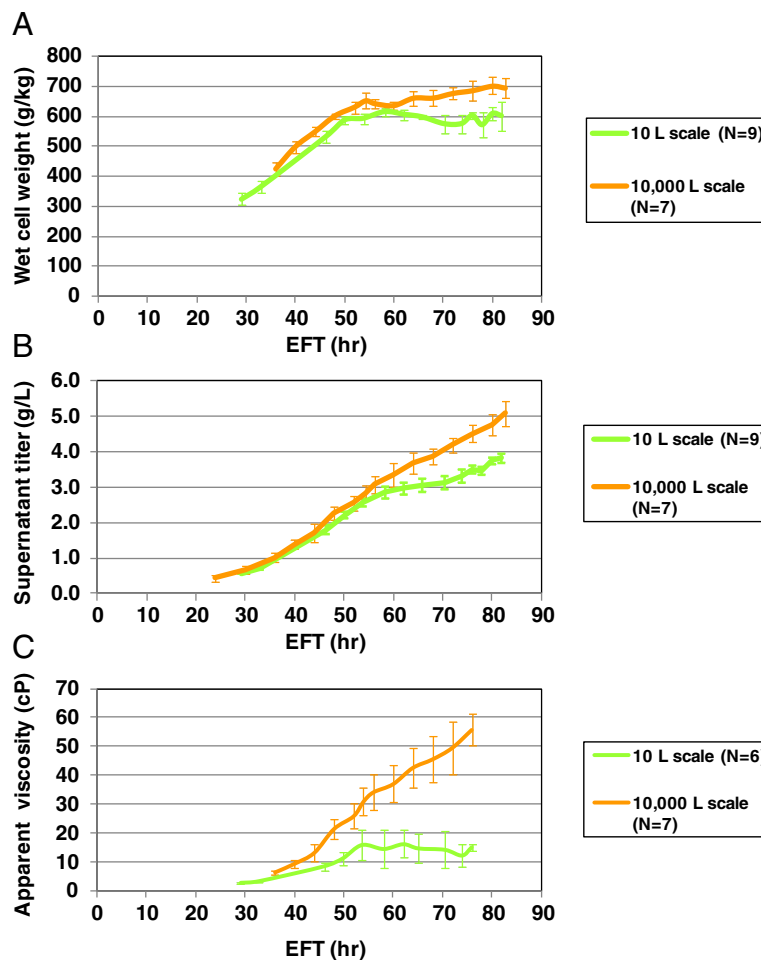 A
Wet cell weight (g/kg)
800
700
600
500
400
300
200
100
0
0 10 20 30 40 50 60 70 80 90
EFT (hr)
10 L scale (N=9)
10,000 L scale
(N=7)
B
Supernatant titer (g/L)
6.0
5.0
4.0
3.0
2.0
1.0
0.0
0 10 20 30 40 50 60 70 80 90
EFT (hr)
10 L scale (N=9)
10,000 L scale
(N=7)
C
Apparent viscosity (cP)
70
60
50
40
30
20
10
0
0 10 20 30 40 50 60 70 80 90
EFT (hr)
10 L scale (N=6)
10,000 L scale
(N=7)